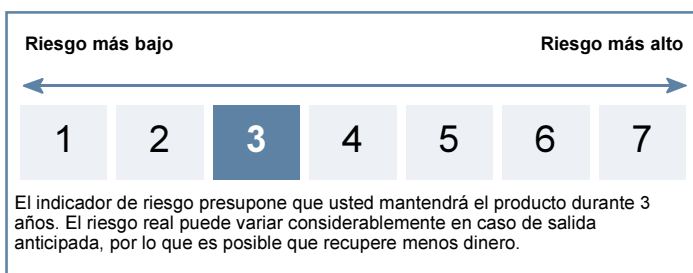 Riesgo más bajo Riesgo más alto
1 2 3 4 5 6 7
El indicador de riesgo presupone que usted mantendrá el producto durante 3
años. El riesgo real puede variar considerablemente en caso de salida
anticipada, por lo que es posible que recupere menos dinero.